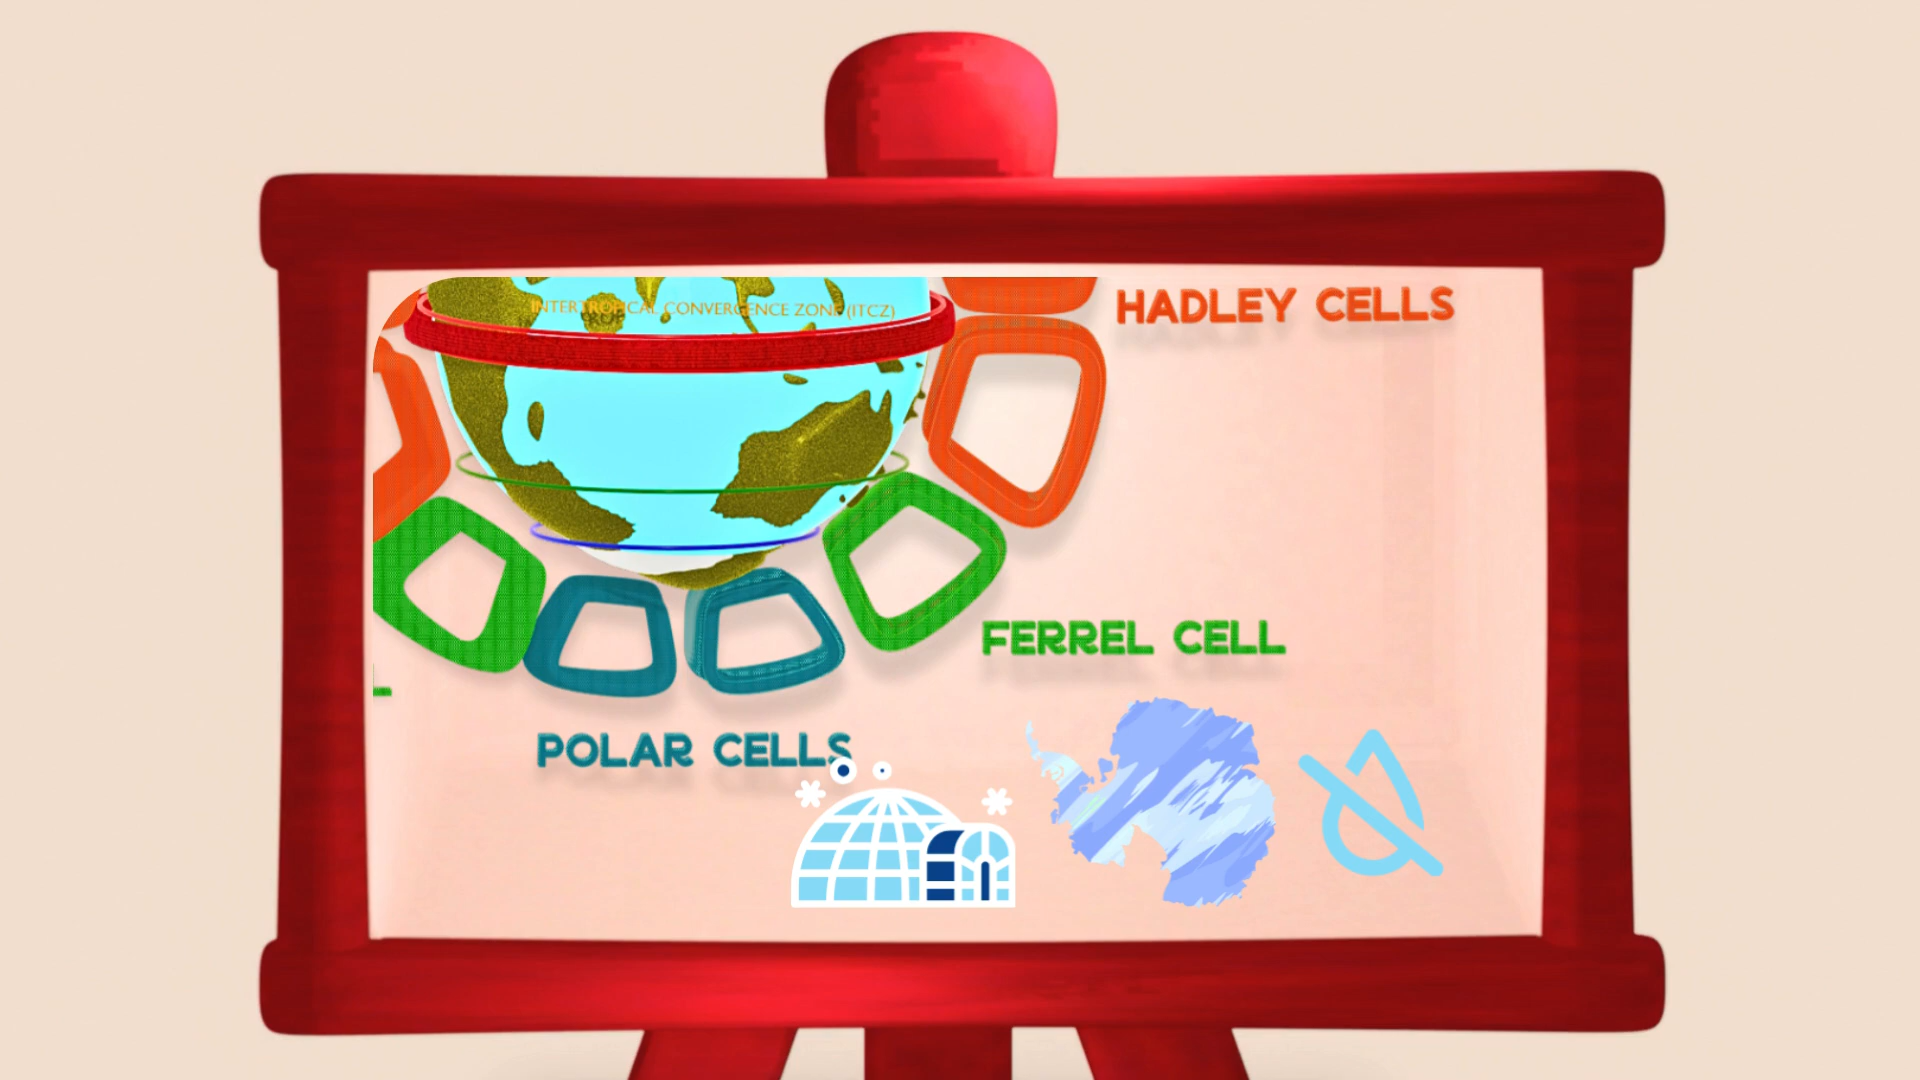 INTERTROPICAL CONVERGENCE ZONE (ITCZ)
HADLEY CELLS
FERREL CELL
POLAR CELLS